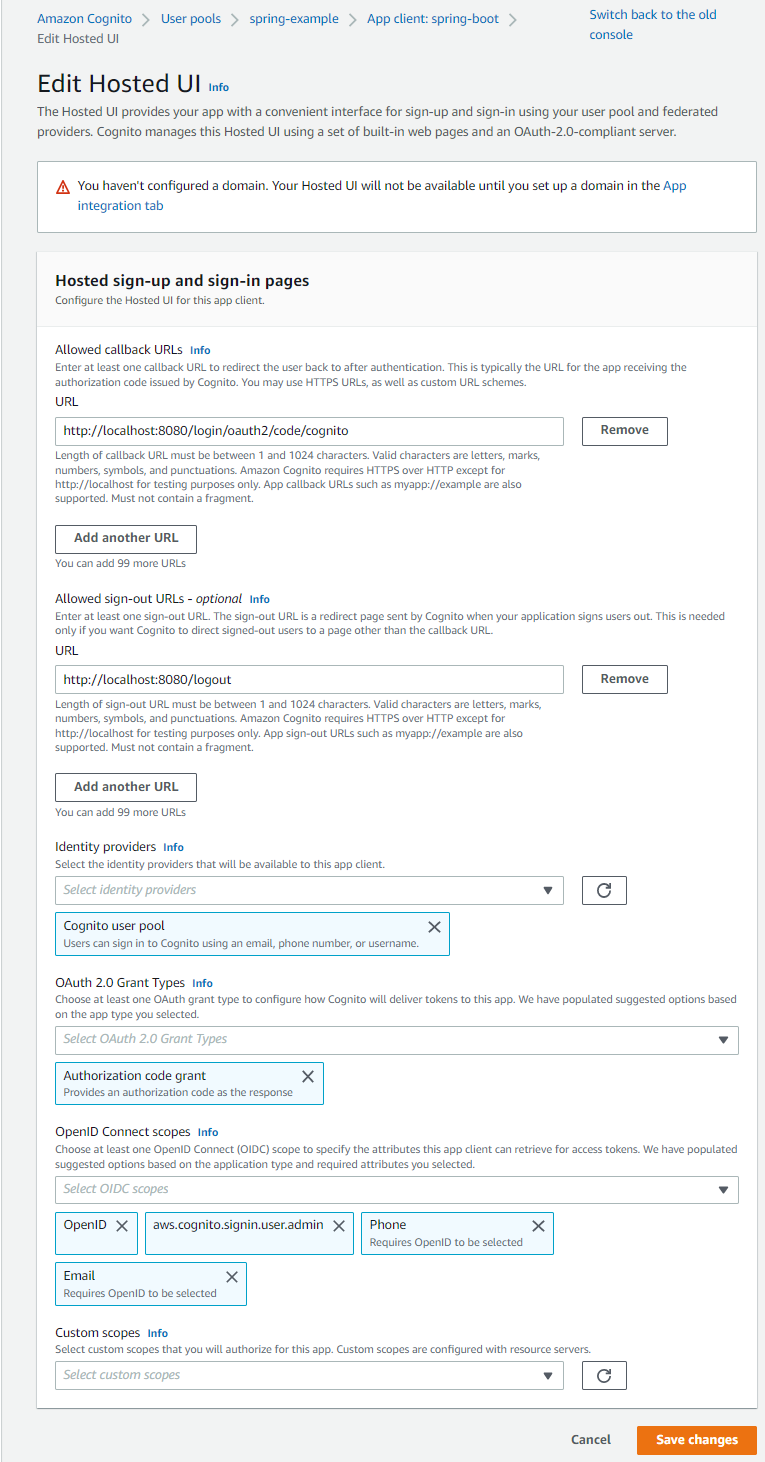 Amazon Cognito > User pools > spring-example > App client: spring-boot >
Edit Hosted UI
Switch back to the old
console
Edit Hosted UI Info
The Hosted UI provides your app with a convenient interface for sign-up and sign-in using your user pool and federated
providers. Cognito manages this Hosted UI using a set of built-in web pages and an OAuth-2.0-compliant server.
You haven't configured a domain. Your Hosted UI will not be available until you set up a domain in the App
integration tab
Hosted sign-up and sign-in pages
Configure the Hosted UI for this app client.
Allowed callback URLs Info
Enter at least one callback URL to redirect the user back to after authentication. This is typically the URL for the app receiving the
authorization code issued by Cognito. You may use HTTPS URLs, as well as custom URL schemes.
URL
http://localhost:8080/login/oauth2/code/cognito
Remove
Length of callback URL must be between 1 and 1024 characters. Valid characters are letters, marks,
numbers, symbols, and punctuations. Amazon Cognito requires HTTPS over HTTP except for
http://localhost for testing purposes only. App callback URLs such as myapp://example are also
supported. Must not contain a fragment.
Add another URL
You can add 99 more URLs
Allowed sign-out URLs - optional Info
Enter at least one sign-out URL. The sign-out URL is a redirect page sent by Cognito when your application signs users out. This is needed
only if you want Cognito to direct signed-out users to a page other than the callback URL.
URL
http://localhost:8080/logout
Remove
Length of sign-out URL must be between 1 and 1024 characters. Valid characters are letters, marks,
numbers, symbols, and punctuations. Amazon Cognito requires HTTPS over HTTP except for
http://localhost for testing purposes only. App sign-out URLs such as myapp://example are also
supported. Must not contain a fragment.
Add another URL
You can add 99 more URLs
Identity providers Info
Select the identity providers that will be available to this app client.
Select identity providers
Cognito user pool
Users can sign in to Cognito using an email, phone number, or username.
OAuth 2.0 Grant Types Info
Choose at least one OAuth grant type to configure how Cognito will deliver tokens to this app. We have populated suggested options based
on the app type you selected.
Select OAuth 2.0 Grant Types
Authorization code grant
Provides an authorization code as the response
OpenID Connect scopes Info
Choose at least one OpenID Connect (OIDC) scope to specify the attributes this app client can retrieve for access tokens. We have populated
suggested options based on the application type and required attributes you selected.
Select OIDC scopes
OpenID
aws.cognito.signin.user.admin
Phone
Requires OpenID to be selected
Email
Requires OpenID to be selected
Custom scopes Info
Select custom scopes that you will authorize for this app. Custom scopes are configured with resource servers.
Select custom scopes
Cancel
Save changes